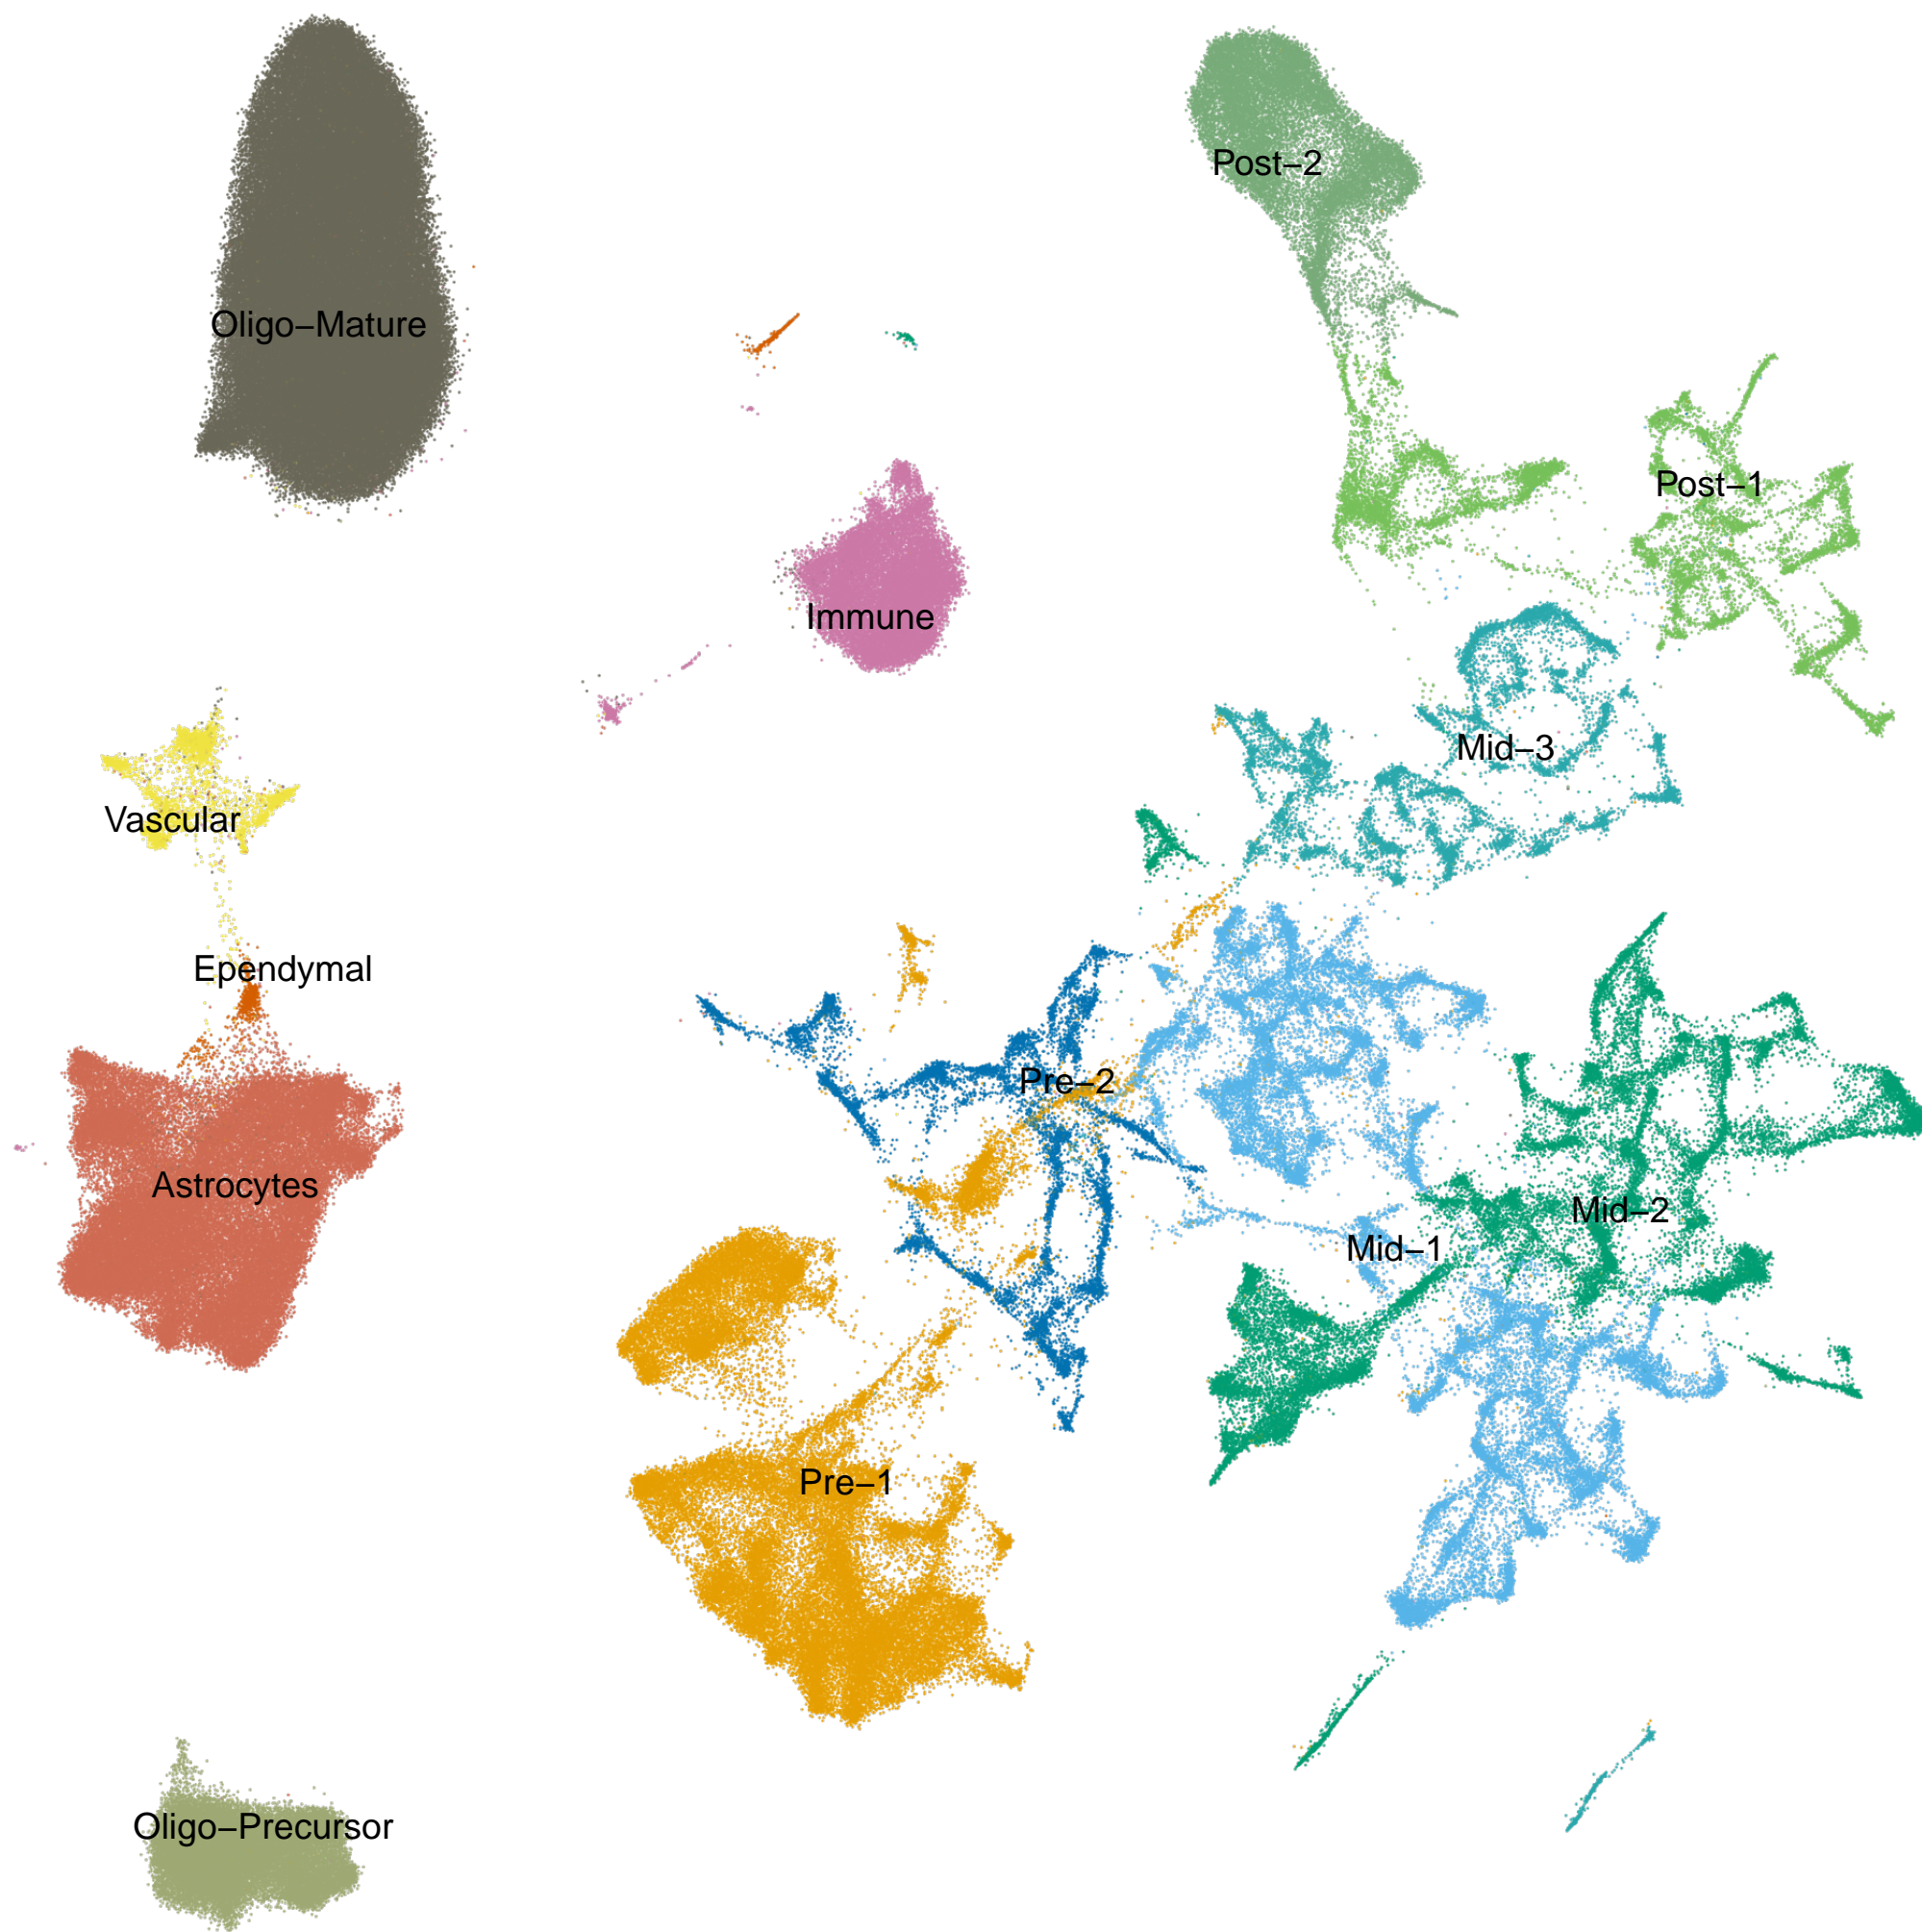 Post–2
Oligo–Mature
Post–1
Immune
Mid–3
Vascular
Ependymal
Pre–2
Astrocytes
Mid–2
Mid–1
Pre–1
Oligo–Precursor